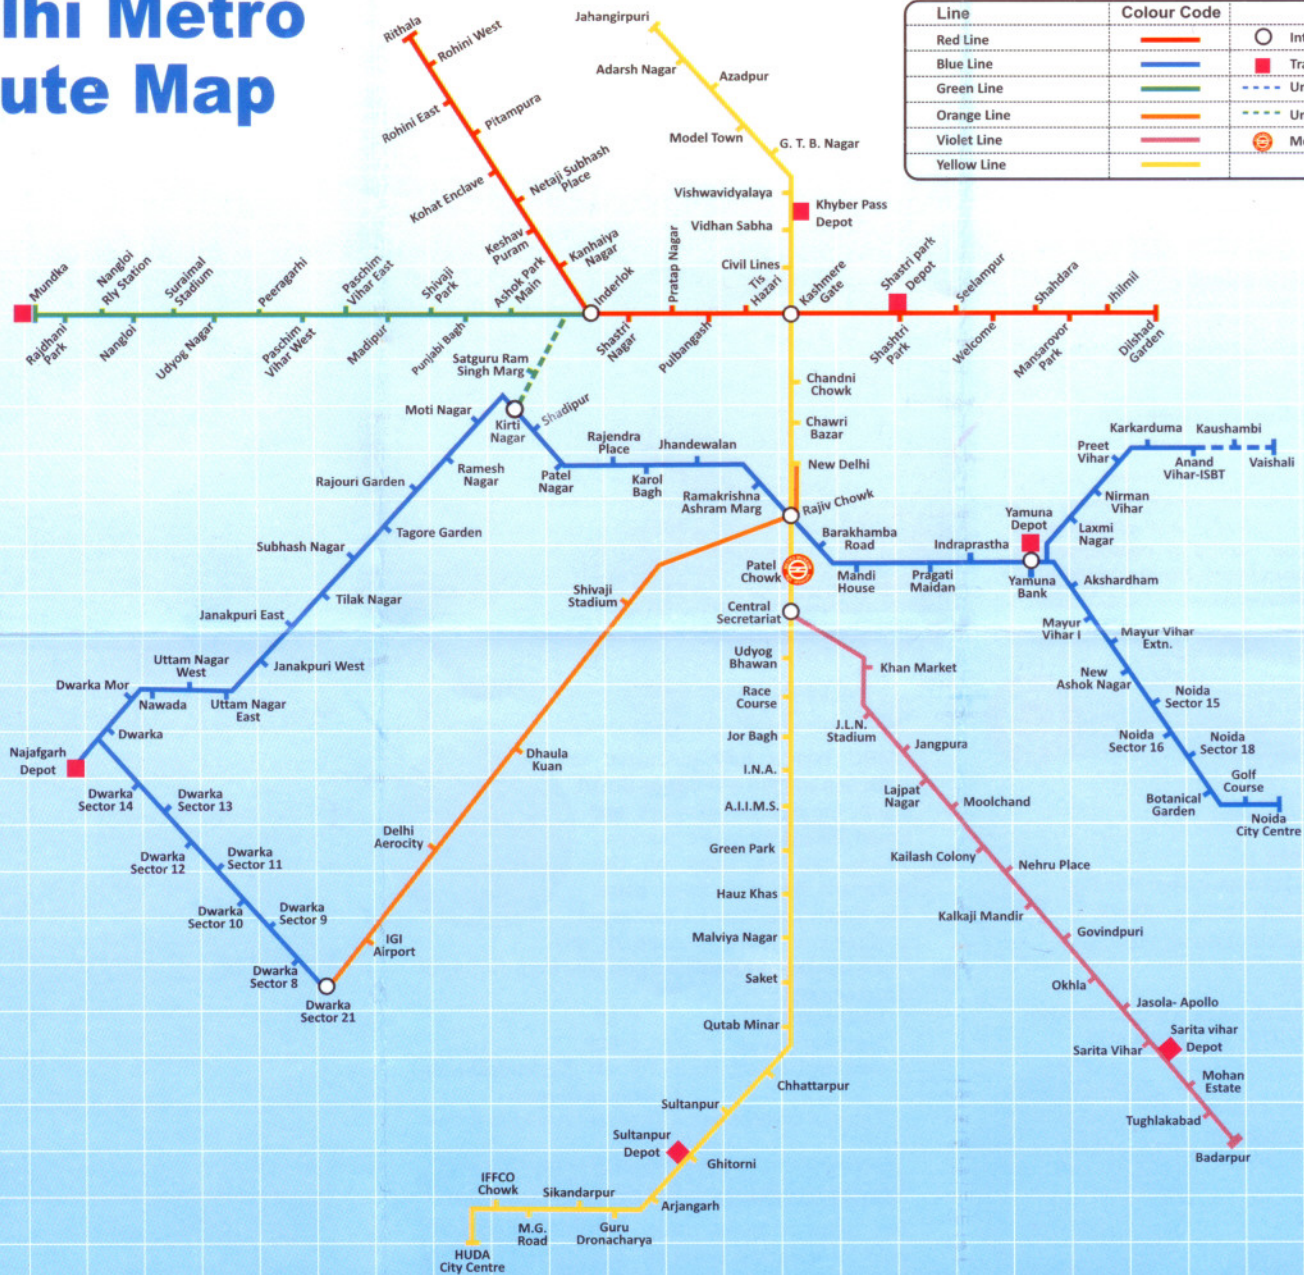 lhi Metro
ute Map
Line
Colour Code
Red Line
Int
Blue Line
Tra
Green Line
Un
Orange Line
Un
Violet Line
Me
Yellow Line
Rithala
Rohini West
Rohini East
Pitampura
Kohat Enclave
Netaji Subhash
Place
Keshav
Puram
Kanhaiya
Nagar
Inderlok
Jahangirpuri
Adarsh Nagar
Azadpur
Model Town
G. T. B. Nagar
Vishwavidyalaya
Khyber Pass
Depot
Vidhan Sabha
Civil Lines
Mundka
Rajdhani
Park
Nangloi
Rly Station
Nangloi
Surajmal
Stadium
Udyog Nagar
Peeragarhi
Paschim
Vihar West
Paschim
Vihar East
Madipur
Shivaji
Park
Punjabi Bagh
Ashok Park
Main
Satguru Ram
Singh Marg
Shastri
Nagar
Pratap Nagar
Pulbangash
Tis
Hazari
Kashmere
Gate
Shastri park
Depot
Shashtri
Park
Seelampur
Welcome
Shahdara
Mansarovor
Park
Jhilmil
Dilshad
Garden
Chandni
Chowk
Chawri
Bazar
New Delhi
Rajiv Chowk
Moti Nagar
Kirti
Nagar
Shadipur
Patel
Nagar
Rajendra
Place
Karol
Bagh
Jhandewalan
Ramakrishna
Ashram Marg
Ramesh
Nagar
Rajouri Garden
Tagore Garden
Subhash Nagar
Tilak Nagar
Janakpuri East
Janakpuri West
Uttam Nagar
West
Uttam Nagar
East
Dwarka Mor
Nawada
Dwarka
Najafgarh
Depot
Dwarka
Sector 14
Dwarka
Sector 13
Dwarka
Sector 12
Dwarka
Sector 11
Dwarka
Sector 10
Dwarka
Sector 9
Dwarka
Sector 8
Dwarka
Sector 21
IGI
Airport
Delhi
Aerocity
Dhaula
Kuan
Shivaji
Stadium
Barakhamba
Road
Mandi
House
Pragati
Maidan
Indraprastha
Yamuna
Depot
Yamuna
Bank
Laxmi
Nagar
Nirman
Vihar
Preet
Vihar
Karkarduma
Anand
Vihar-ISBT
Kaushambi
Vaishali
Akshardham
Mayur
Vihar I
Mayur Vihar
Extn.
New
Ashok Nagar
Noida
Sector 15
Noida
Sector 16
Noida
Sector 18
Botanical
Garden
Golf
Course
Noida
City Centre
Patel
Chowk
Central
Secretariat
Udyog
Bhawan
Race
Course
Jor Bagh
I.N.A.
A.I.I.M.S.
Green Park
Hauz Khas
Malviya Nagar
Saket
Qutab Minar
Chhattarpur
Sultanpur
Sultanpur
Depot
Ghitorni
Arjangarh
Guru
Dronacharya
Sikandarpur
M.G.
Road
IFFCO
Chowk
HUDA
City Centre
Khan Market
J.L.N.
Stadium
Jangpura
Lajpat
Nagar
Moolchand
Kailash Colony
Nehru Place
Kalkaji Mandir
Govindpuri
Okhla
Jasola- Apollo
Sarita Vihar
Sarita vihar
Depot
Mohan
Estate
Tughlakabad
Badarpur